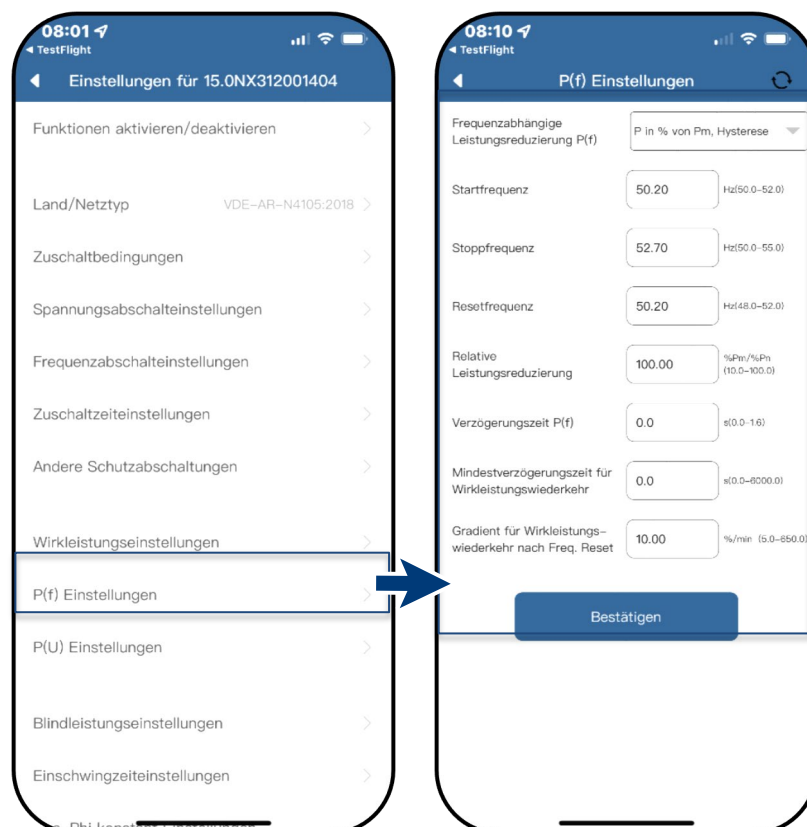 08:01
◀ TestFlight
Einstellungen für 15.0NX312001404
Funktionen aktivieren/deaktivieren
Land/Netztyp VDE-AR-N4105:2018
Zuschaltbedingungen
Spannungsabschalteinstellungen
Frequenzabschalteinstellungen
Zuschaltzeiteinstellungen
Andere Schutzabschaltungen
Wirkleistungseinstellungen
P(f) Einstellungen
P(U) Einstellungen
Blindleistungseinstellungen
Einschwingzeiteinstellungen
08:10
◀ TestFlight
P(f) Einstellungen
Frequenzabhängige
Leistungsreduzierung P(f)
P in % von Pm, Hysterese
Startfrequenz 50.20 Hz(50.0-52.0)
Stoppfrequenz 52.70 Hz(50.0-55.0)
Resetfrequenz 50.20 Hz(48.0-52.0)
Relative
Leistungsreduzierung
100.00
%Pm/%Pn
(10.0-100.0)
Verzögerungszeit P(f) 0.0 s(0.0-1.6)
Mindestverzögerungszeit für
Wirkleistungswiederkehr
0.0 s(0.0-6000.0)
Gradient für Wirkleistungs-
wiederkehr nach Freq. Reset
10.00 %/min (5.0-650.0)
Bestätigen